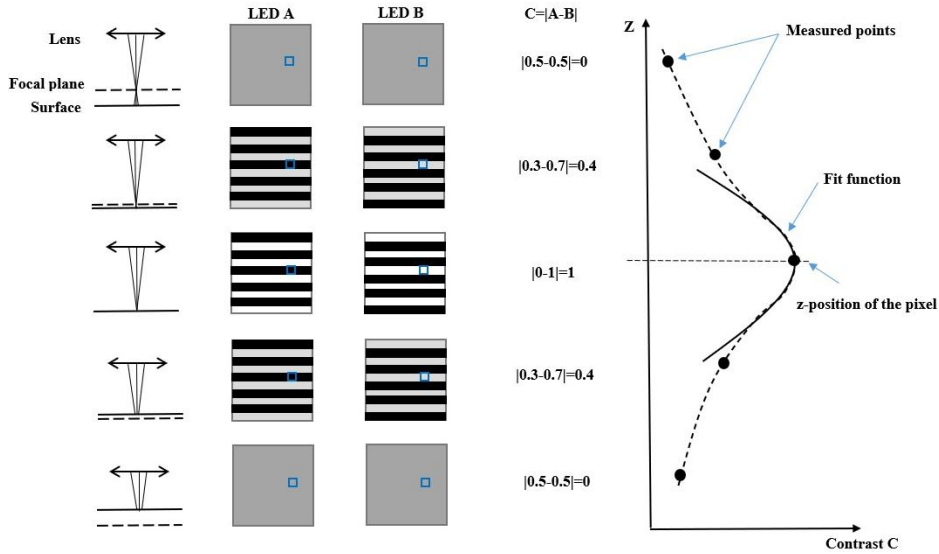 LED A
LED B
C=|A-B|
Z
Lens
Measured points
Focal plane
|0.5-0.5|=0
Surface
|0.3-0.7|=0.4
Fit function
|0-1|=1
z-position of the pixel
|0.3-0.7|=0.4
|0.5-0.5|=0
Contrast C